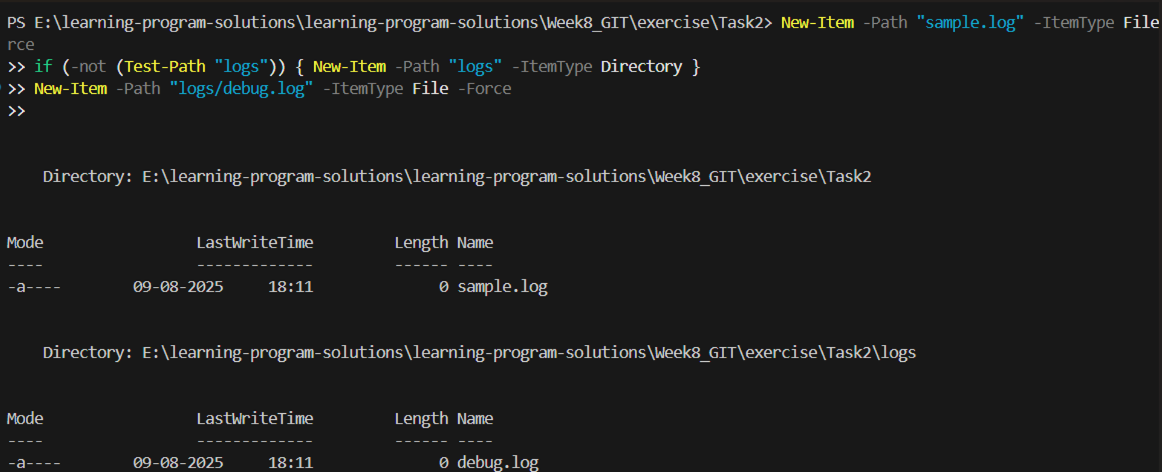 PS E:\learning-program-solutions\learning-program-solutions\Week8_GIT\exercise\Task2> New-Item -Path "sample.log" -ItemType File
rce
>> if (-not (Test-Path "logs")) { New-Item -Path "logs" -ItemType Directory }
>> New-Item -Path "logs/debug.log" -ItemType File -Force
>>
Directory: E:\learning-program-solutions\learning-program-solutions\Week8_GIT\exercise\Task2
Mode                 LastWriteTime         Length Name
----                 -------------         ------ ----
-a----        09-08-2025     18:11              0 sample.log
Directory: E:\learning-program-solutions\learning-program-solutions\Week8_GIT\exercise\Task2\logs
Mode                 LastWriteTime         Length Name
----                 -------------         ------ ----
-a----        09-08-2025     18:11              0 debug.log